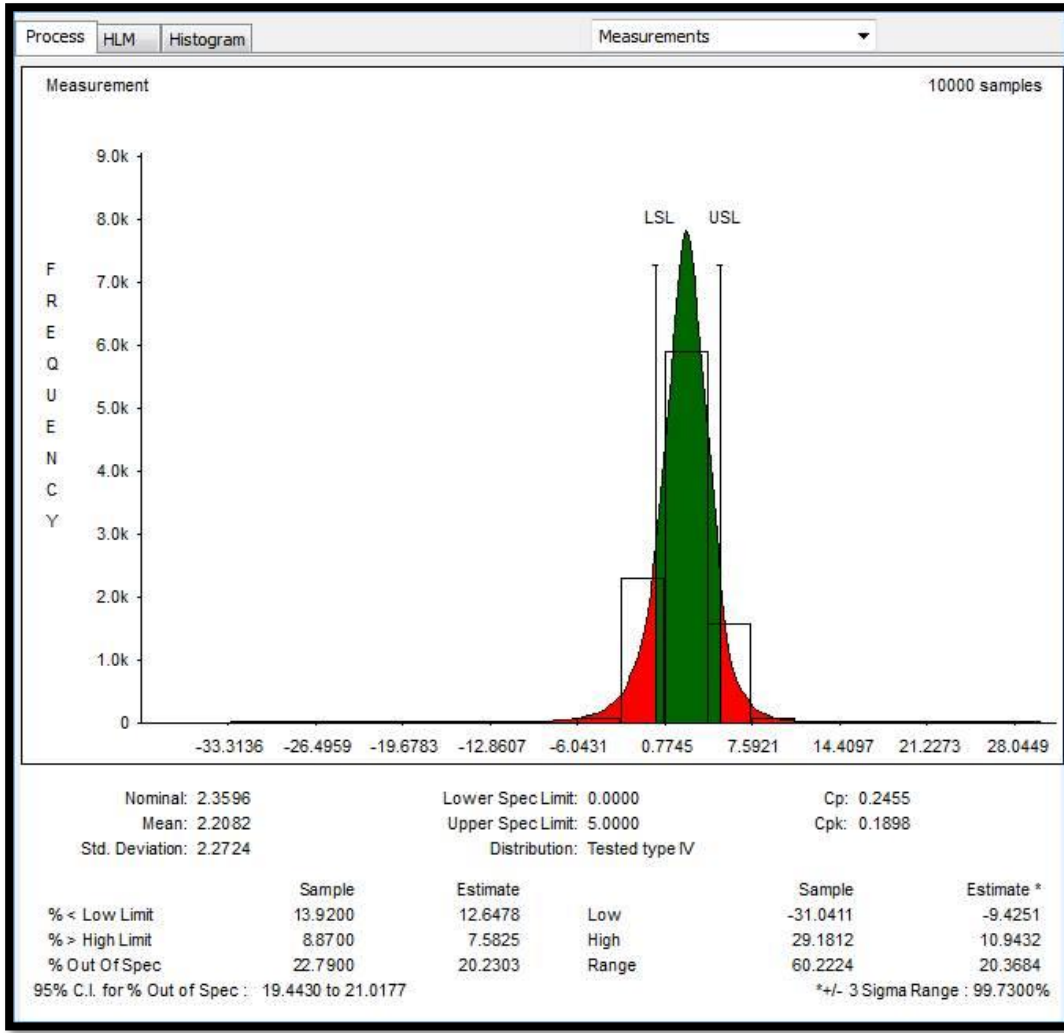 Process HLM Histogram Measurements
Measurement 10000 samples
9.0k
LSL USL
8.0k
7.0k
6.0k
5.0k
4.0k
3.0k
2.0k
1.0k
0
FREQUENCY
-33.3136 -26.4959 -19.6783 -12.8607 -6.0431 0.7745 7.5921 14.4097 21.2273 28.0449
Nominal: 2.3596 Lower Spec Limit: 0.0000 Cp: 0.2455
Mean: 2.2082 Upper Spec Limit: 5.0000 Cpk: 0.1898
Std. Deviation: 2.2724 Distribution: Tested type IV
Sample Estimate Sample Estimate *
% < Low Limit 13.9200 12.6478 Low -31.0411 -9.4251
% > High Limit 8.8700 7.5825 High 29.1812 10.9432
% Out Of Spec 22.7900 20.2303 Range 60.2224 20.3684
95% C.I. for % Out of Spec : 19.4430 to 21.0177 *+/- 3 Sigma Range : 99.7300%